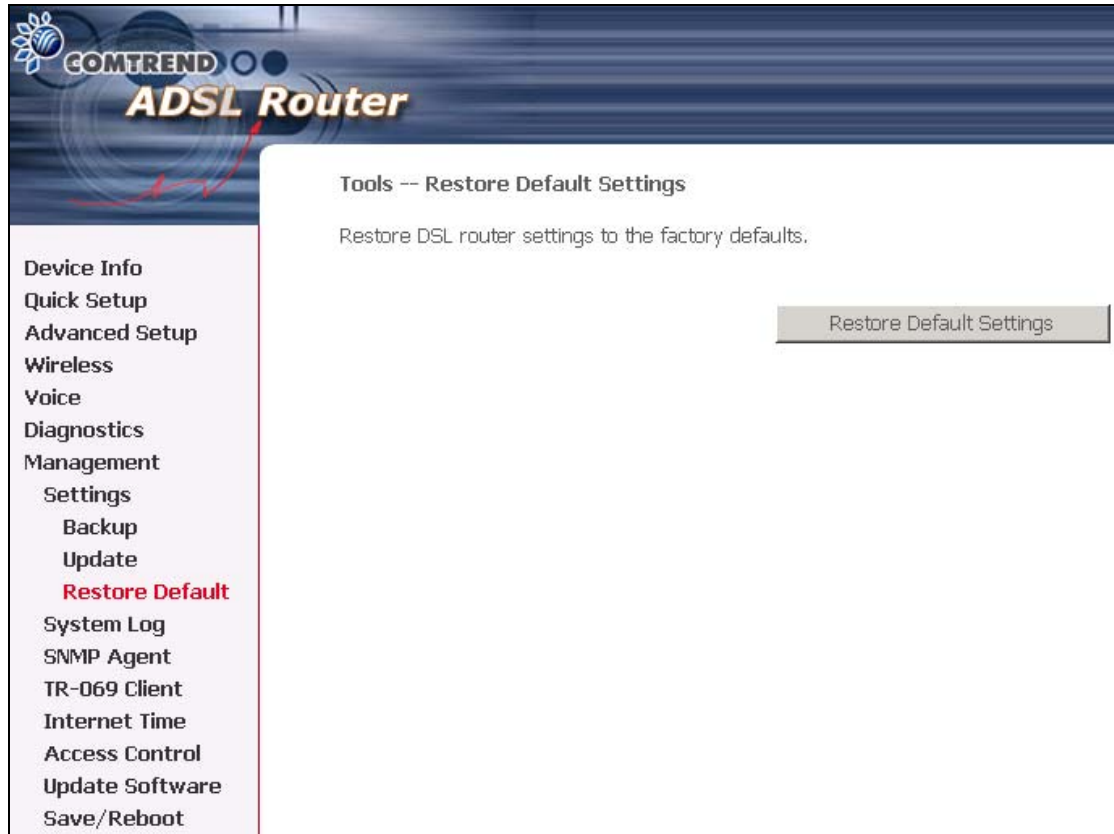 COMTREND
ADSL Router
Tools -- Restore Default Settings
Restore DSL router settings to the factory defaults.
Restore Default Settings
Device Info
Quick Setup
Advanced Setup
Wireless
Voice
Diagnostics
Management
Settings
Backup
Update
Restore Default
System Log
SNMP Agent
TR-069 Client
Internet Time
Access Control
Update Software
Save/Reboot